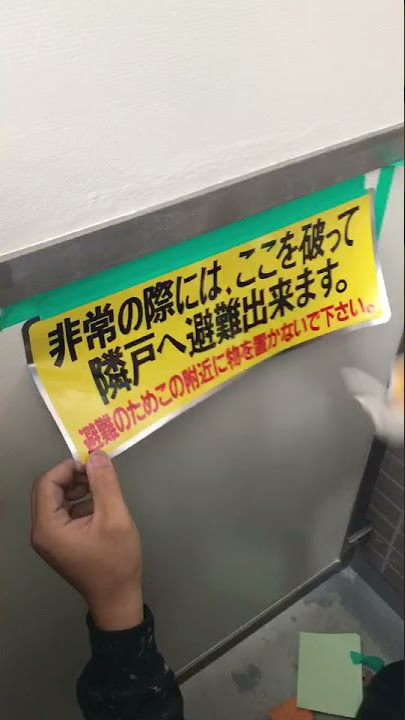 非常の際には、ここを破って
隣戸へ避難出来ます。
避難のためこの附近に物を置かないで下さい。